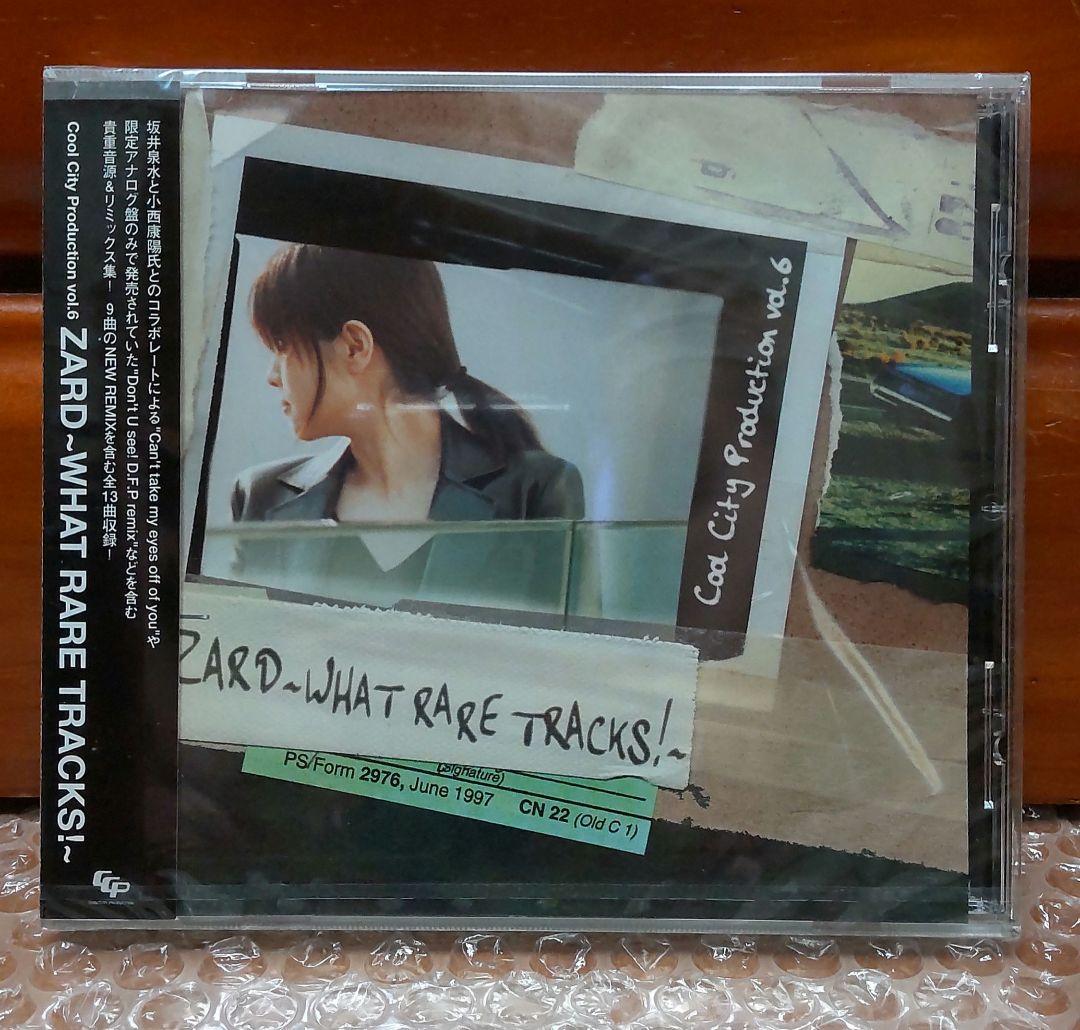 坂井泉水と小西康陽氏とのコラボレートによる"Can't take my eyes off of you"や
限定アナログ盤のみで発売されていた"Don't U see! D.F.P remix"などを含む
貴重音源&リミックス集! 9曲のNEW REMIXを含む全13曲収録!
Cool City Production vol.6 ZARD~WHAT RARE TRACKS!~
CCP
Cool City Production vol.6
ZARD~WHAT RARE TRACKS!~
(signature)
PS/Form 2976, June 1997 CN 22 (Old C 1)